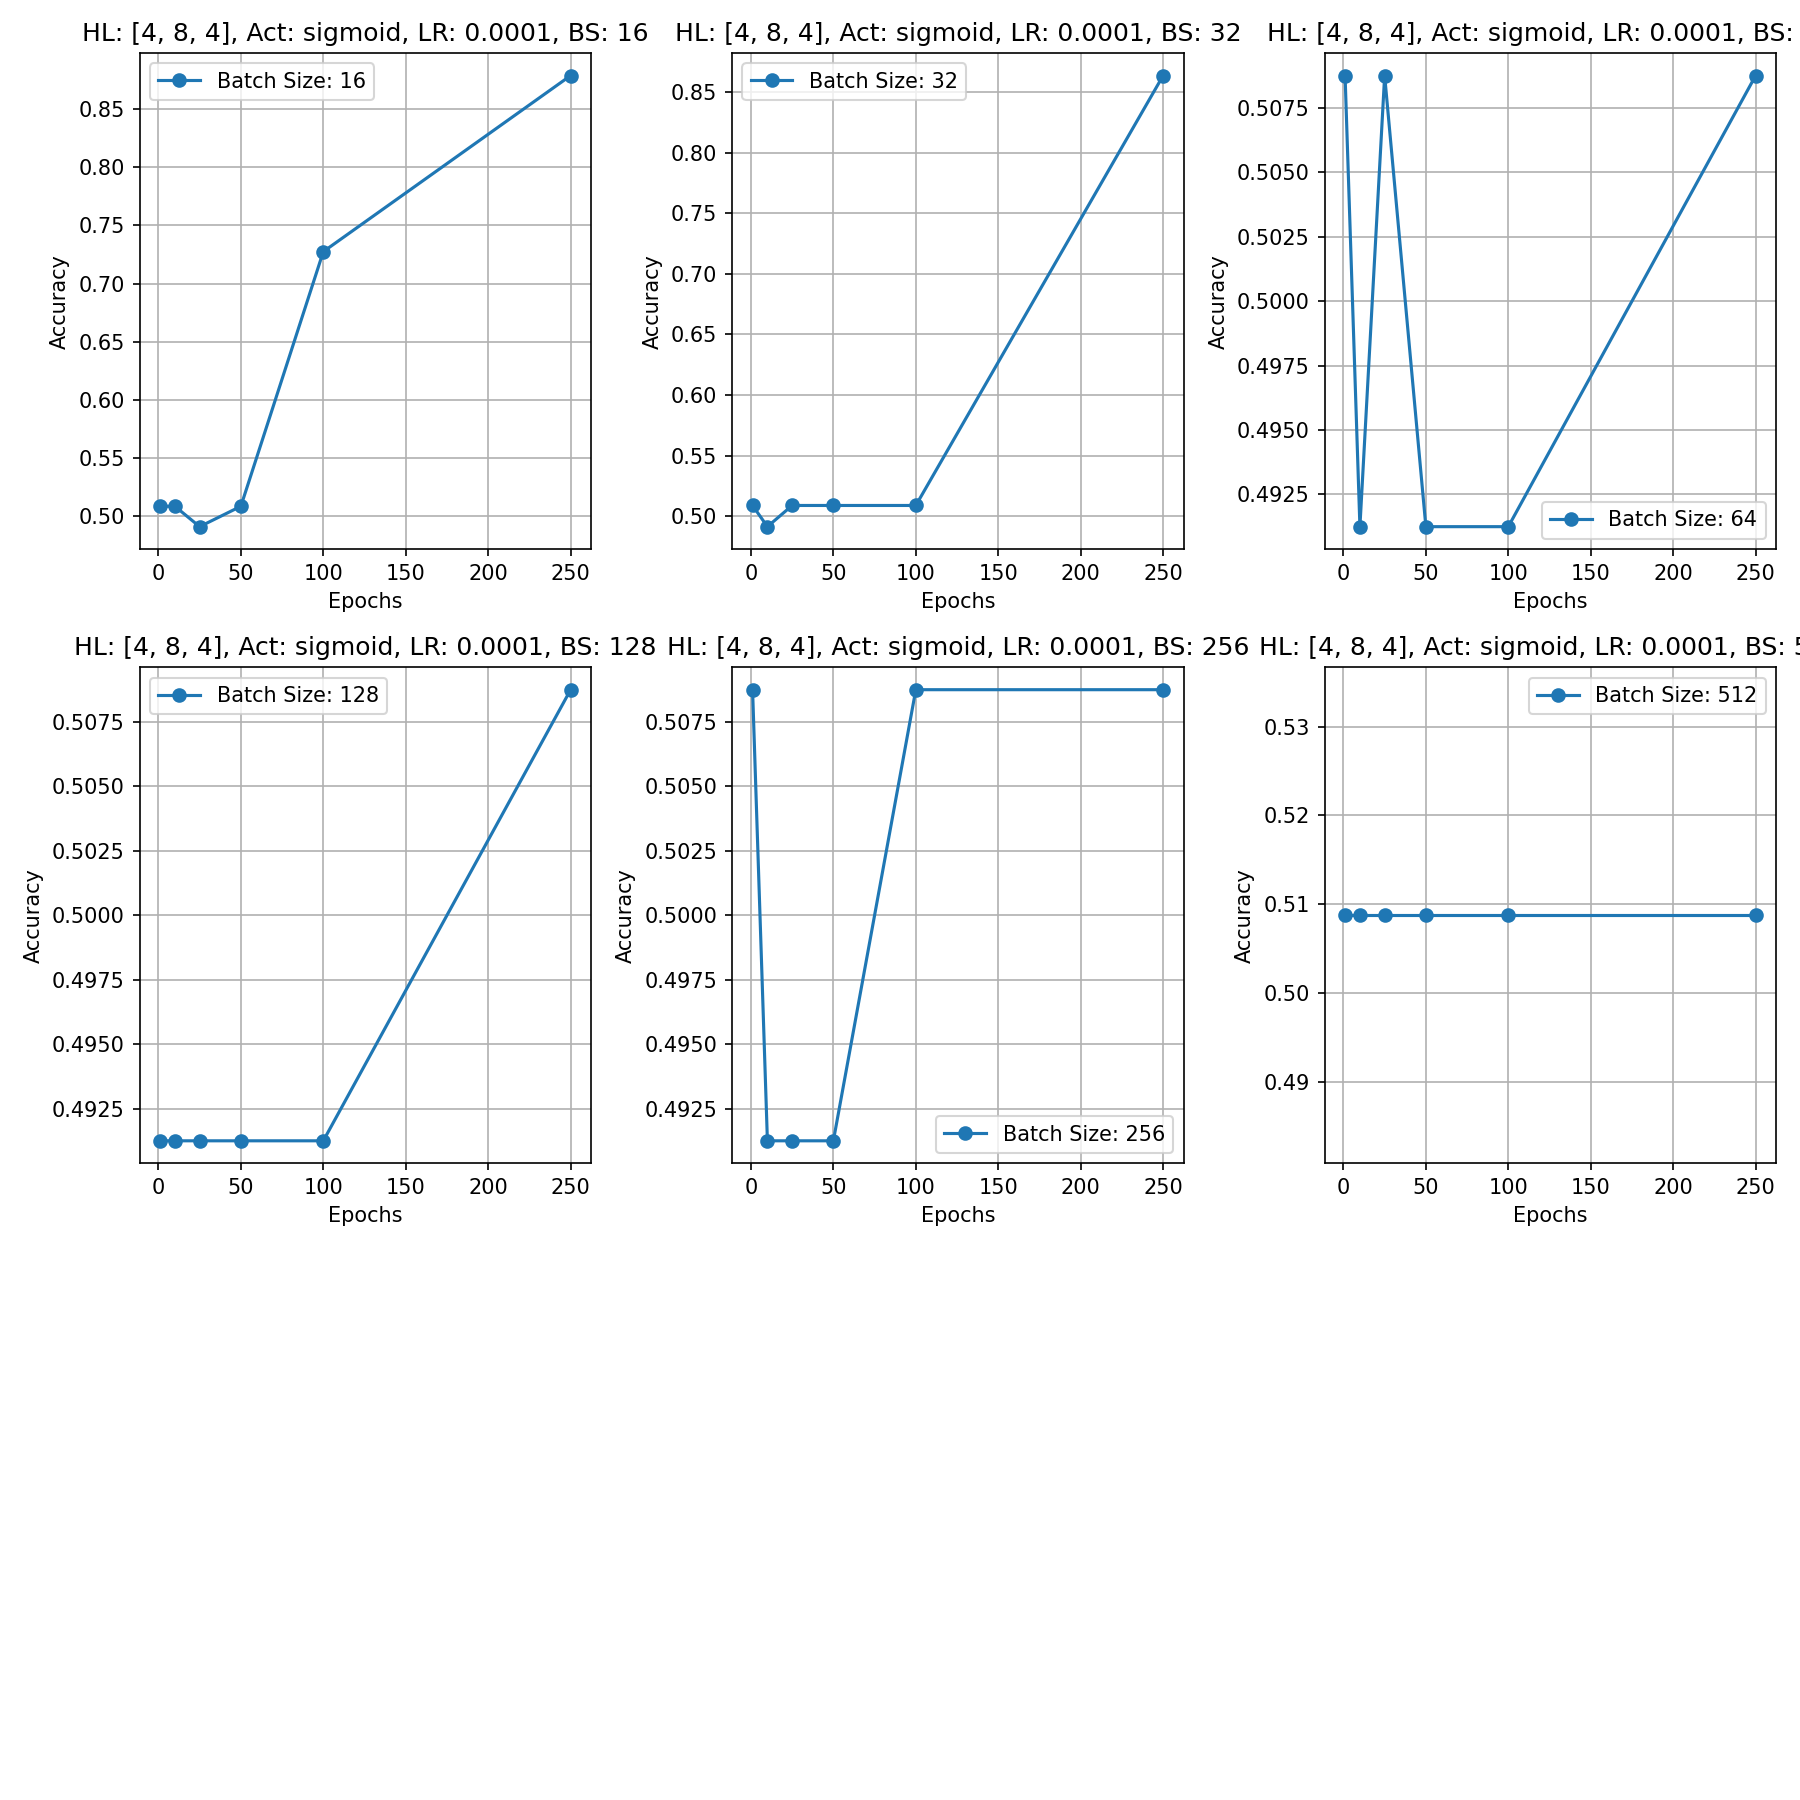 HL: [4, 8, 4], Act: sigmoid, LR: 0.0001, BS: 16
Batch Size: 16
Accuracy
0.85
0.80
0.75
0.70
0.65
0.60
0.55
0.50
0 50 100 150 200 250
Epochs
HL: [4, 8, 4], Act: sigmoid, LR: 0.0001, BS: 32
Batch Size: 32
Accuracy
0.85
0.80
0.75
0.70
0.65
0.60
0.55
0.50
0 50 100 150 200 250
Epochs
HL: [4, 8, 4], Act: sigmoid, LR: 0.0001, BS:
Batch Size: 64
Accuracy
0.5075
0.5050
0.5025
0.5000
0.4975
0.4950
0.4925
0 50 100 150 200 250
Epochs
HL: [4, 8, 4], Act: sigmoid, LR: 0.0001, BS: 128
Batch Size: 128
Accuracy
0.5075
0.5050
0.5025
0.5000
0.4975
0.4950
0.4925
0 50 100 150 200 250
Epochs
HL: [4, 8, 4], Act: sigmoid, LR: 0.0001, BS: 256
Batch Size: 256
Accuracy
0.5075
0.5050
0.5025
0.5000
0.4975
0.4950
0.4925
0 50 100 150 200 250
Epochs
HL: [4, 8, 4], Act: sigmoid, LR: 0.0001, BS: 5
Batch Size: 512
Accuracy
0.53
0.52
0.51
0.50
0.49
0 50 100 150 200 250
Epochs